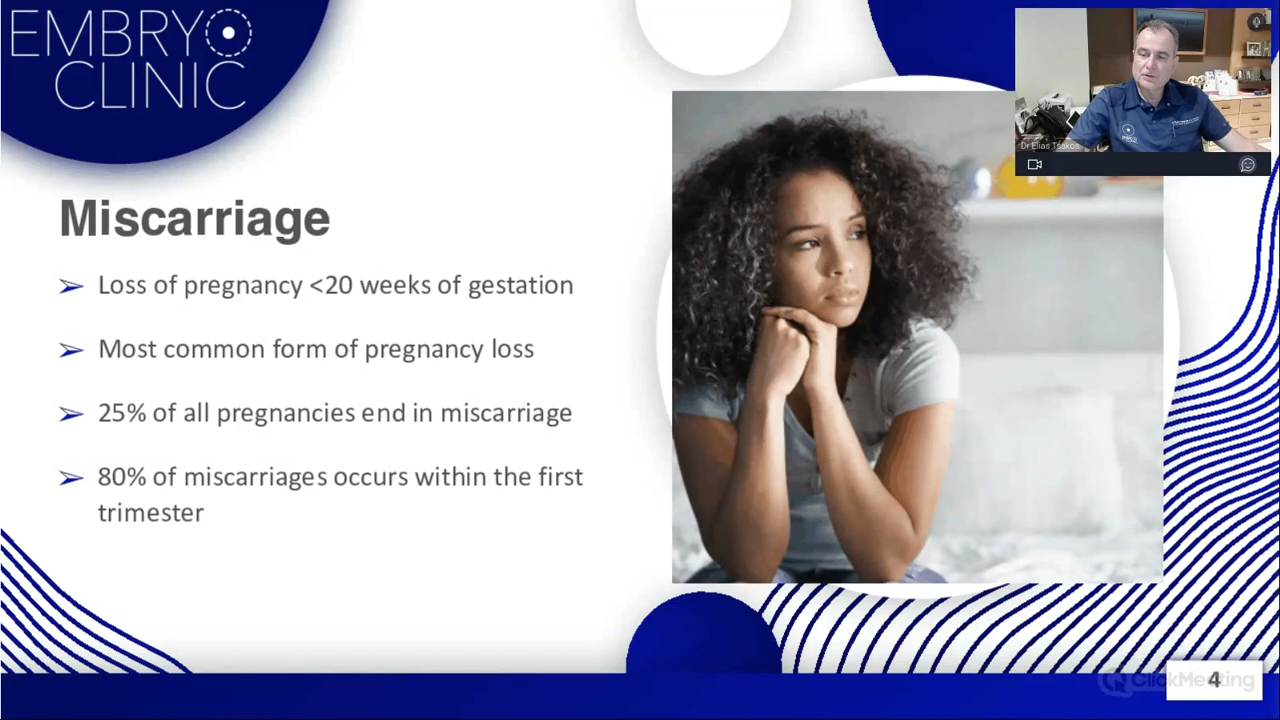 EMBRYO
CLINIC
Dr Elias Tsakos
Miscarriage
➢ Loss of pregnancy <20 weeks of gestation
➢ Most common form of pregnancy loss
➢ 25% of all pregnancies end in miscarriage
➢ 80% of miscarriages occurs within the first
trimester
ClickMeeting
4